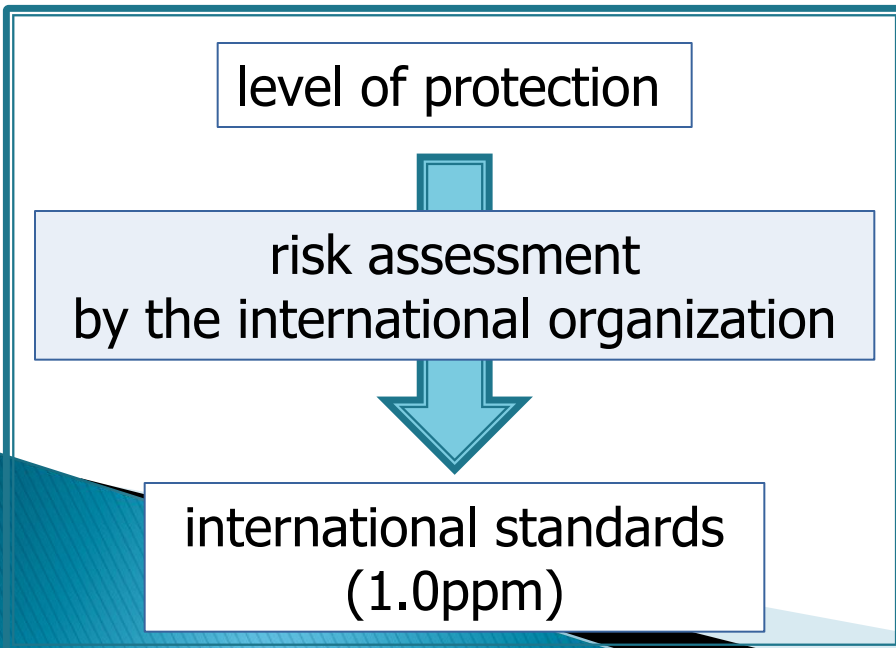 level of protection
risk assessment
by the international organization
international standards
(1.0ppm)